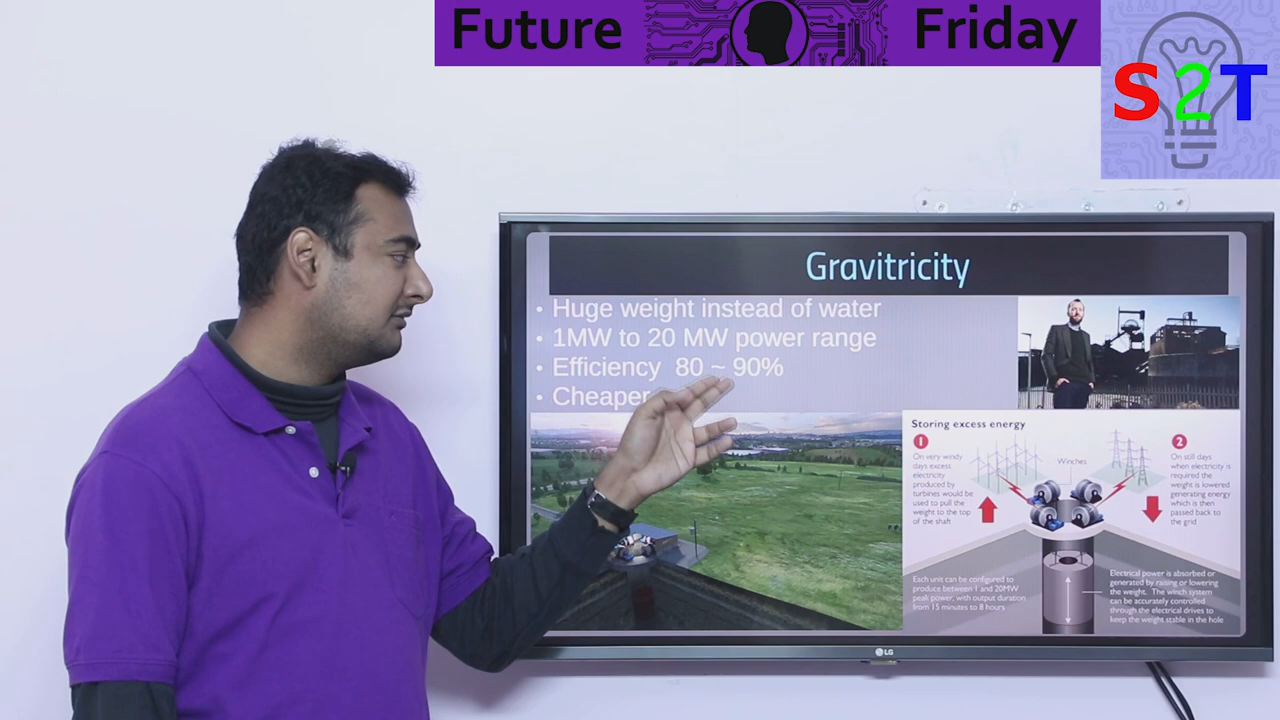 Future Friday
S2T
Gravitricity
• Huge weight instead of water
• 1MW to 20 MW power range
• Efficiency 80 ~ 90%
• Cheaper
Storing excess energy
1
On very windy
days excess
electricity
produced by
turbines would be
used to pull the
weight to the top
of the shaft
Winches
2
On still days
when electricity is
required the
weight is lowered
generating energy
which is then
passed back to
the grid
Each unit can be configured to
produce between 1 and 20MW
peak power, with output duration
from 15 minutes to 8 hours
Electrical power is absorbed or
generated by raising or lowering
the weight. The winch system
can be accurately controlled
through the electrical drives to
keep the weight stable in the hole
LG